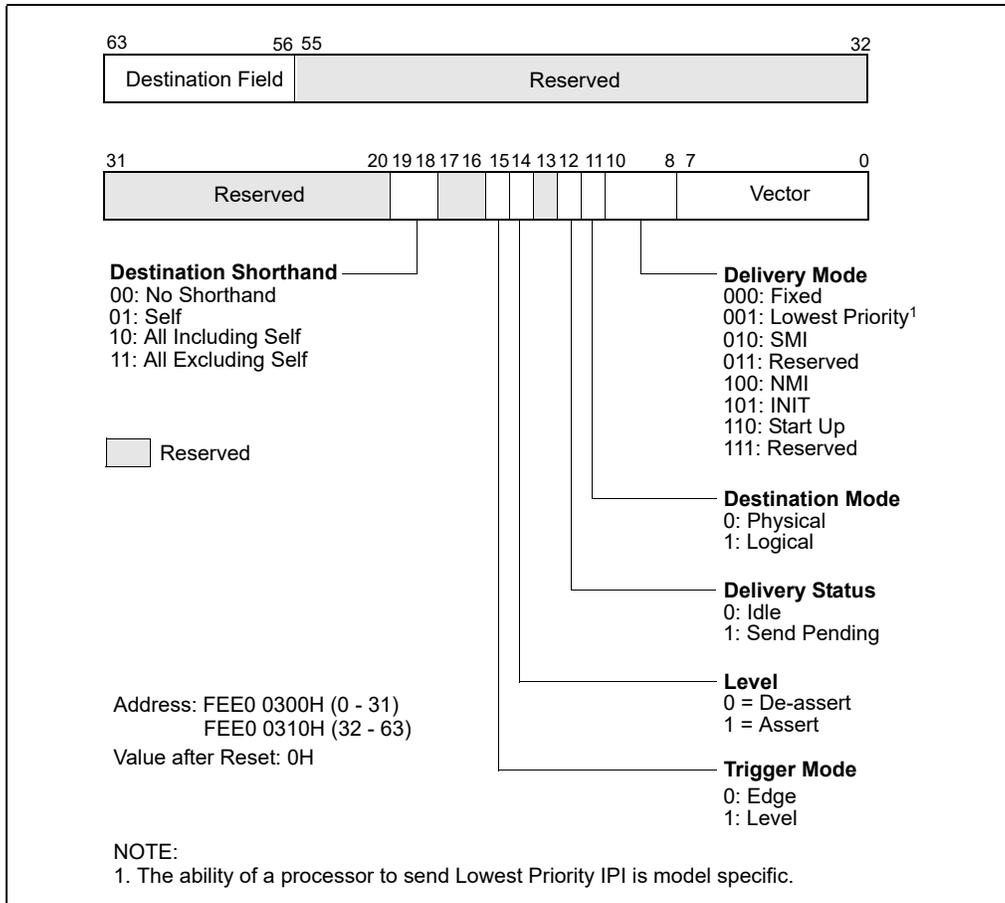 63 56 55 32
Destination Field Reserved
31 20 19 18 17 16 15 14 13 12 11 10 8 7 0
Reserved Vector
Destination Shorthand
00: No Shorthand
01: Self
10: All Including Self
11: All Excluding Self
Reserved
Delivery Mode
000: Fixed
001: Lowest Priority¹
010: SMI
011: Reserved
100: NMI
101: INIT
110: Start Up
111: Reserved
Destination Mode
0: Physical
1: Logical
Delivery Status
0: Idle
1: Send Pending
Level
0 = De-assert
1 = Assert
Trigger Mode
0: Edge
1: Level
Address: FEE0 0300H (0 - 31)
FEE0 0310H (32 - 63)
Value after Reset: 0H
NOTE:
1. The ability of a processor to send Lowest Priority IPI is model specific.